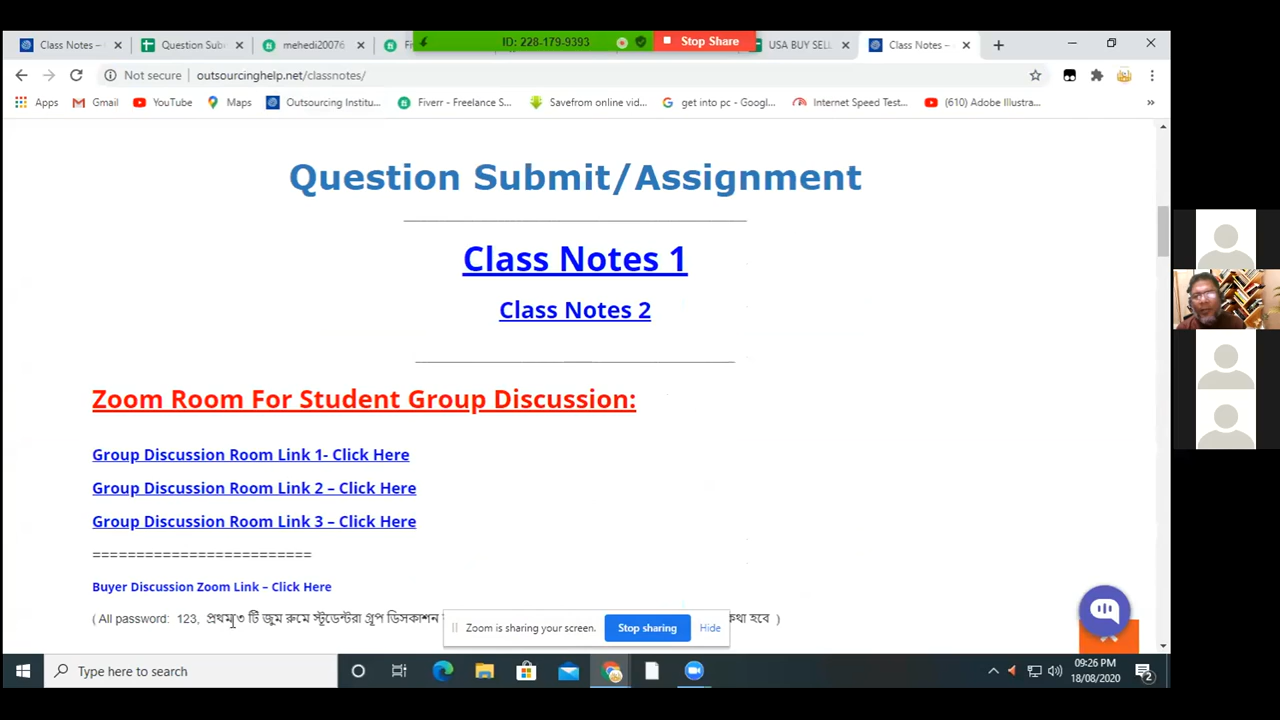 Class Notes –
Question Sub
mehedi20076
Fi
ID: 228-179-9393
Stop Share
USA BUY SELL
Class Notes –
Not secure
outsourcinghelp.net/classnotes/
Apps
Gmail
YouTube
Maps
Outsourcing Institu...
Fiverr - Freelance S...
Savefrom online vid...
get into pc - Googl...
Internet Speed Test...
(610) Adobe Illustra...
»
Question Submit/Assignment
Class Notes 1
Class Notes 2
Zoom Room For Student Group Discussion:
Group Discussion Room Link 1- Click Here
Group Discussion Room Link 2 – Click Here
Group Discussion Room Link 3 – Click Here
=========================
Buyer Discussion Zoom Link – Click Here
( All password: 123, প্রথম ৩ টি জুম রুমে স্টূডেন্টরা গ্রুপ ডিসকাশন কথা হবে )
Zoom is sharing your screen.
Stop sharing
Hide
Type here to search
09:26 PM
18/08/2020
2